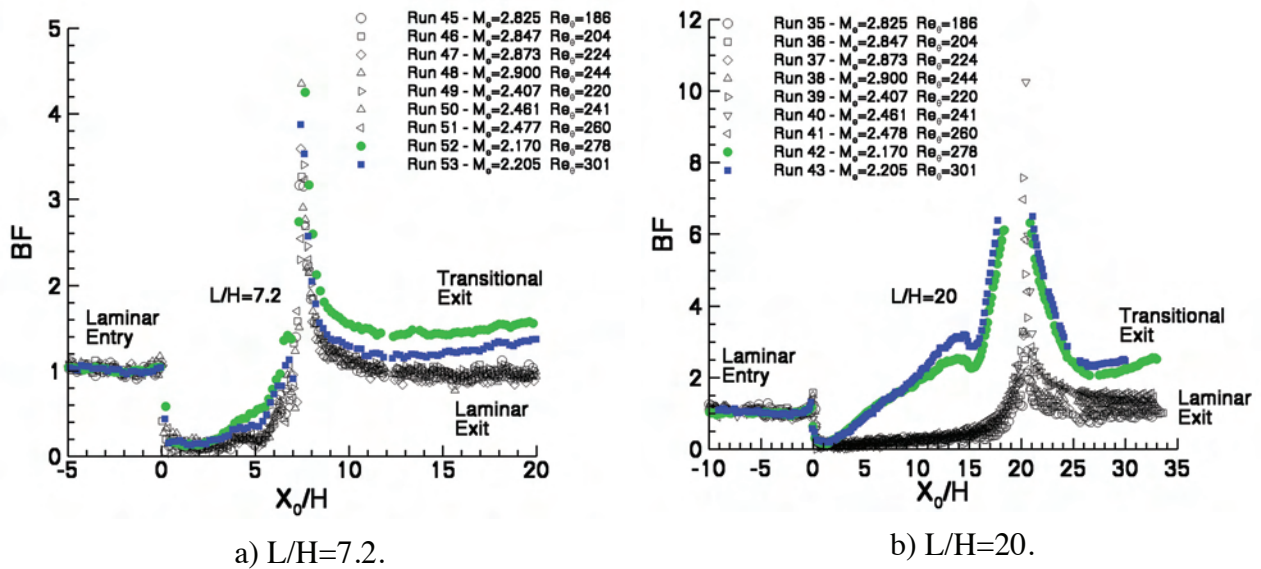 5
4
3
2
1
0
BF
-5
0
5
10
15
20
X₀/H
Run 45 - Mₑ=2.825 Reθ=186
Run 46 - Mₑ=2.847 Reθ=204
Run 47 - Mₑ=2.873 Reθ=224
Run 48 - Mₑ=2.900 Reθ=244
Run 49 - Mₑ=2.407 Reθ=220
Run 50 - Mₑ=2.461 Reθ=241
Run 51 - Mₑ=2.477 Reθ=260
Run 52 - Mₑ=2.170 Reθ=278
Run 53 - Mₑ=2.205 Reθ=301
L/H=7.2
Transitional
Exit
Laminar
Entry
Laminar
Exit
a) L/H=7.2.
12
10
8
6
4
2
0
BF
-10
-5
0
5
10
15
20
25
30
35
X₀/H
Run 35 - Mₑ=2.825 Reθ=186
Run 36 - Mₑ=2.847 Reθ=204
Run 37 - Mₑ=2.873 Reθ=224
Run 38 - Mₑ=2.900 Reθ=244
Run 39 - Mₑ=2.407 Reθ=220
Run 40 - Mₑ=2.461 Reθ=241
Run 41 - Mₑ=2.478 Reθ=260
Run 42 - Mₑ=2.170 Reθ=278
Run 43 - Mₑ=2.205 Reθ=301
L/H=20
Transitional
Exit
Laminar
Entry
Laminar
Exit
b) L/H=20.